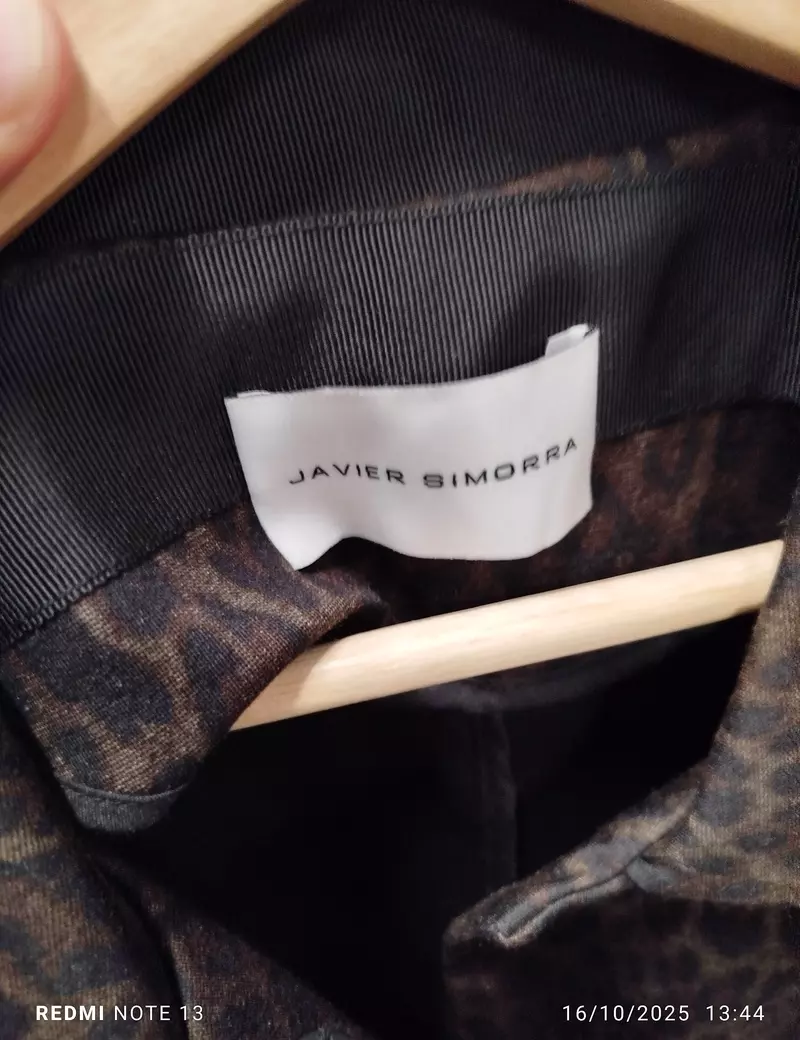 JAVIER SIMORRA
REDMI NOTE 13
16/10/2025 13:44